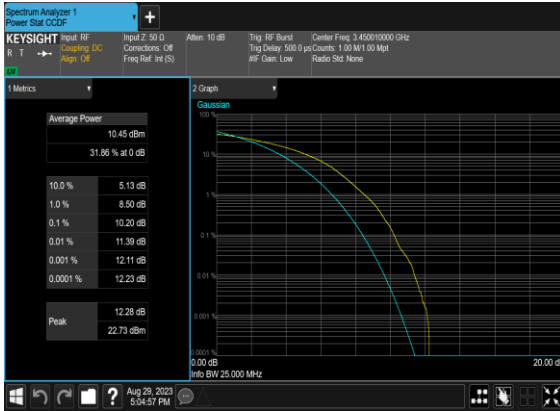 Spectrum Analyzer 1
Power Stat CCDF
KEYSIGHT
R T
Input: RF
Coupling: DC
Align: Off
Input Z: 50 Ω
Corrections: Off
Freq Ref: Int (S)
Atten: 10 dB
Trig: RF Burst
Trig Delay: 500.0 µs
#IF Gain: Low
Center Freq: 3.450010000 GHz
Counts: 1.00 M/1.00 Mpt
Radio Std: None
1 Metrics
Average Power
10.45 dBm
31.86 % at 0 dB
10.0 % 5.13 dB
1.0 % 8.50 dB
0.1 % 10.20 dB
0.01 % 11.39 dB
0.001 % 12.11 dB
0.0001 % 12.23 dB
Peak
12.28 dB
22.73 dBm
2 Graph
Gaussian
100 %
10 %
1 %
0.1 %
0.01 %
0.001 %
0.0001 %
0.00 dB
20.00 d
Info BW 25.000 MHz
Aug 29, 2023
5:04:57 PM